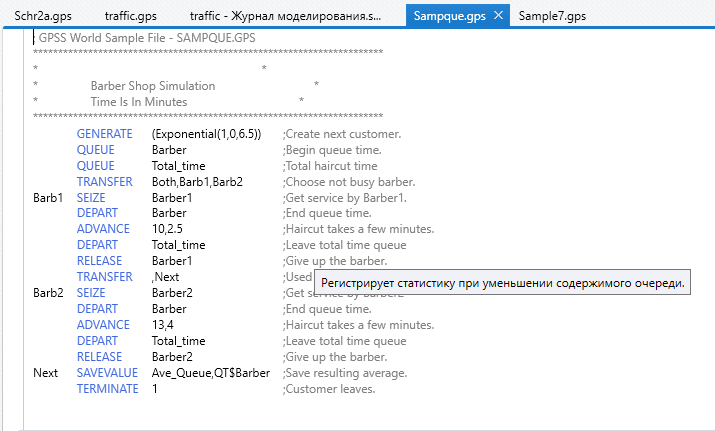 Schr2a.gps traffic.gps traffic - Журнал моделирования.s... Sampque.gps ✕ Sample7.gps
; GPSS World Sample File - SAMPQUE.GPS
**********************************************************************
* *
* Barber Shop Simulation *
* Time Is In Minutes *
**********************************************************************
GENERATE (Exponential(1,0,6.5)) ;Create next customer.
QUEUE Barber ;Begin queue time.
QUEUE Total_time ;Total haircut time
TRANSFER Both,Barb1,Barb2 ;Choose not busy barber.
Barb1 SEIZE Barber1 ;Get service by Barber1.
DEPART Barber ;End queue time.
ADVANCE 10,2.5 ;Haircut takes a few minutes.
DEPART Total_time ;Leave total time queue
RELEASE Barber1 ;Give up the barber.
TRANSFER ,Next ;Used
Регистрирует статистику при уменьшении содержимого очереди.
Barb2 SEIZE Barber2 ;Get service by Barber2
DEPART Barber ;End queue time.
ADVANCE 13,4 ;Haircut takes a few minutes.
DEPART Total_time ;Leave total time queue
RELEASE Barber2 ;Give up the barber.
Next SAVEVALUE Ave_Queue,QT$Barber ;Save resulting average.
TERMINATE 1 ;Customer leaves.